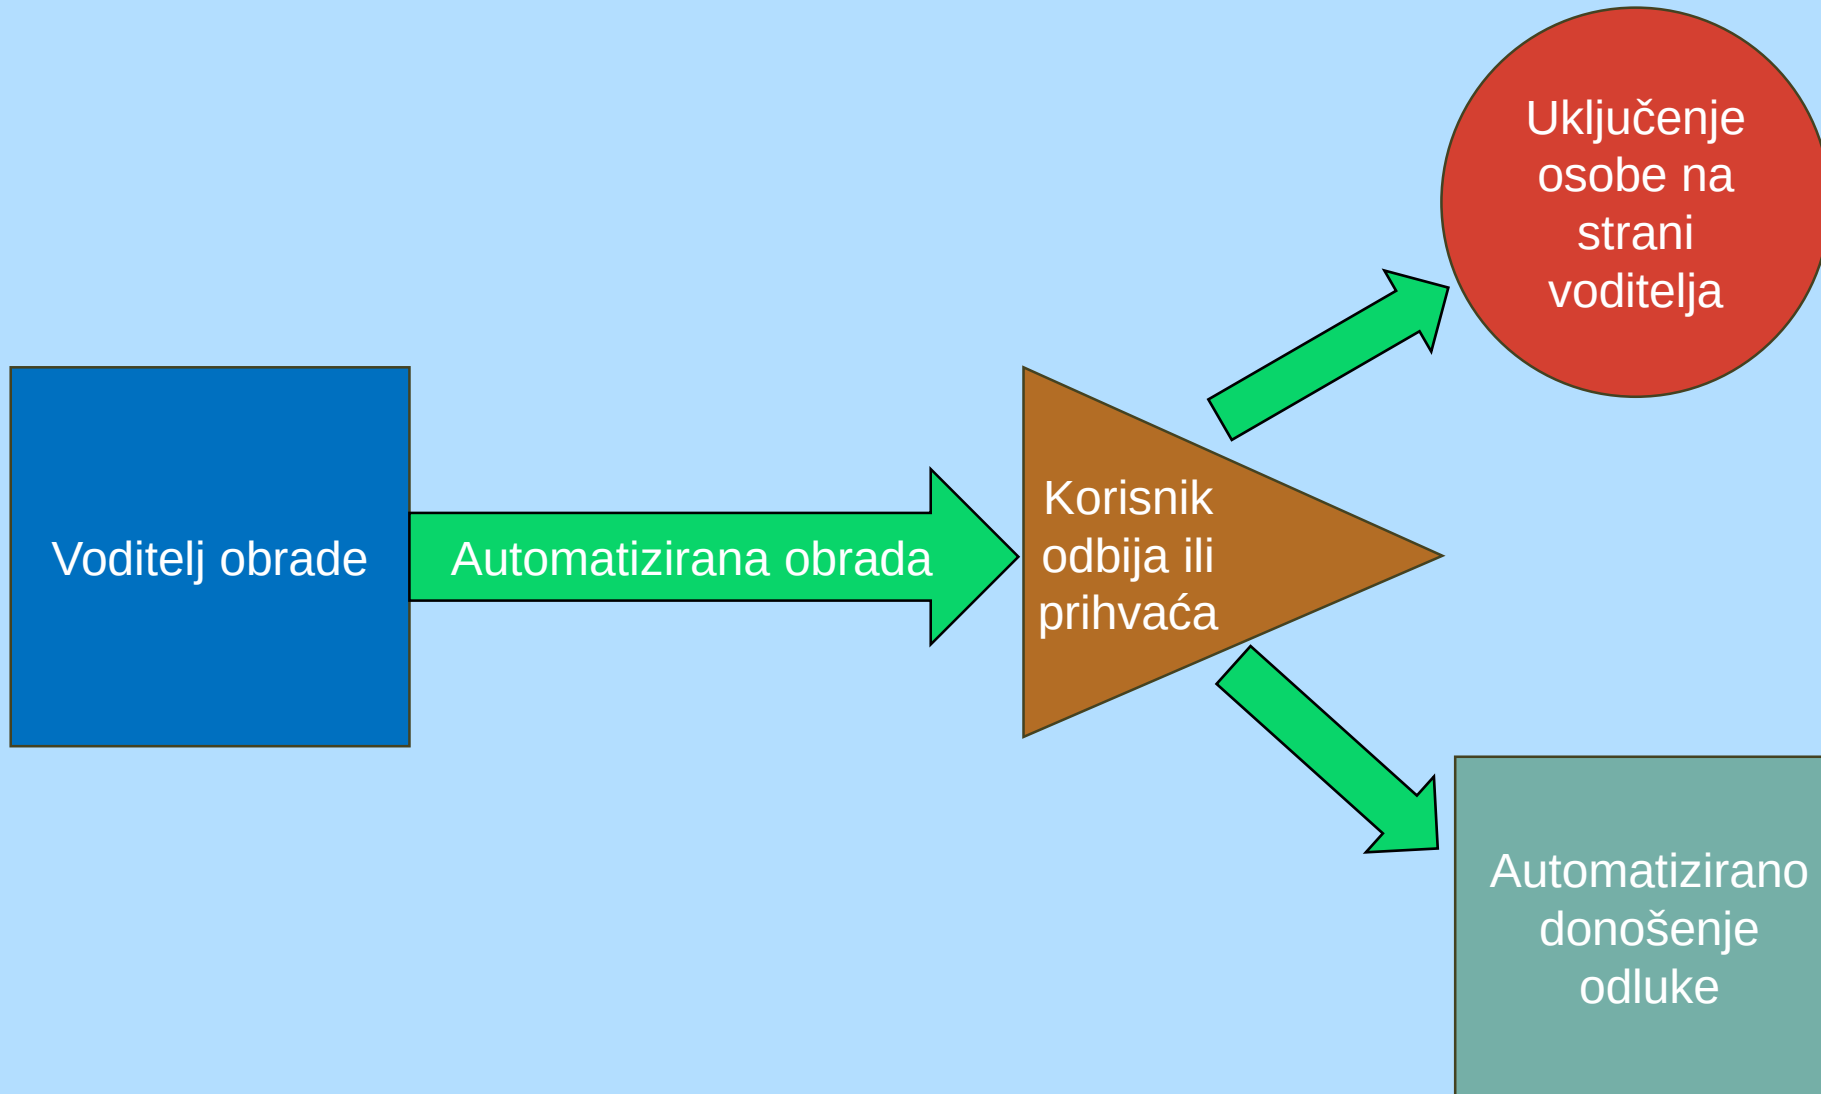 Voditelj obrade
Automatizirana obrada
Korisnik
odbija ili
prihvaća
Uključenje
osobe na
strani
voditelja
Automatizirano
donošenje
odluke